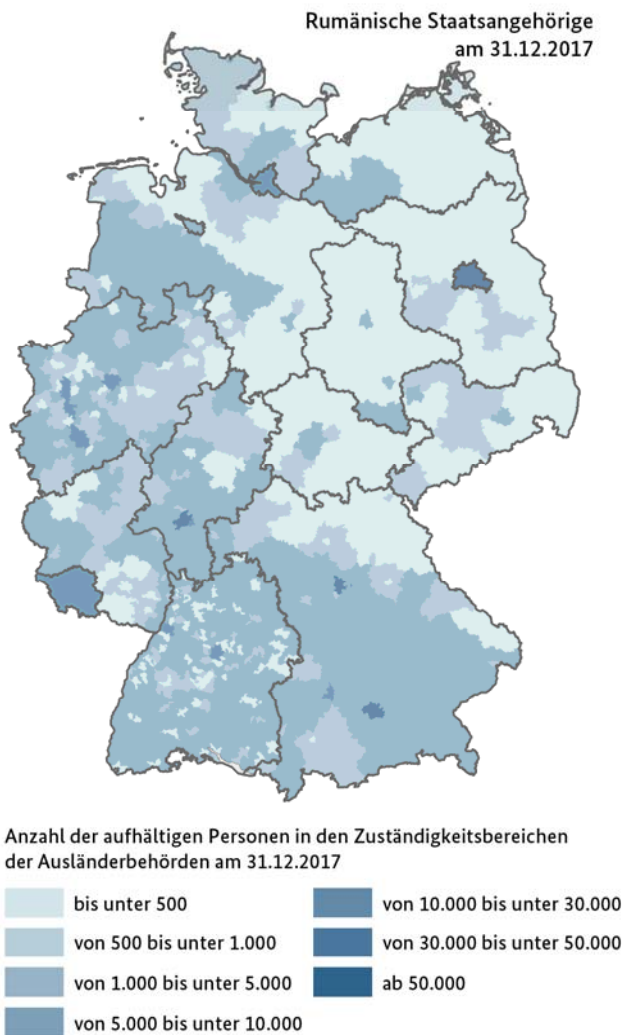 Rumänische Staatsangehörige
am 31.12.2017
Anzahl der aufhältigen Personen in den Zuständigkeitsbereichen
der Ausländerbehörden am 31.12.2017
bis unter 500
von 500 bis unter 1.000
von 1.000 bis unter 5.000
von 5.000 bis unter 10.000
von 10.000 bis unter 30.000
von 30.000 bis unter 50.000
ab 50.000